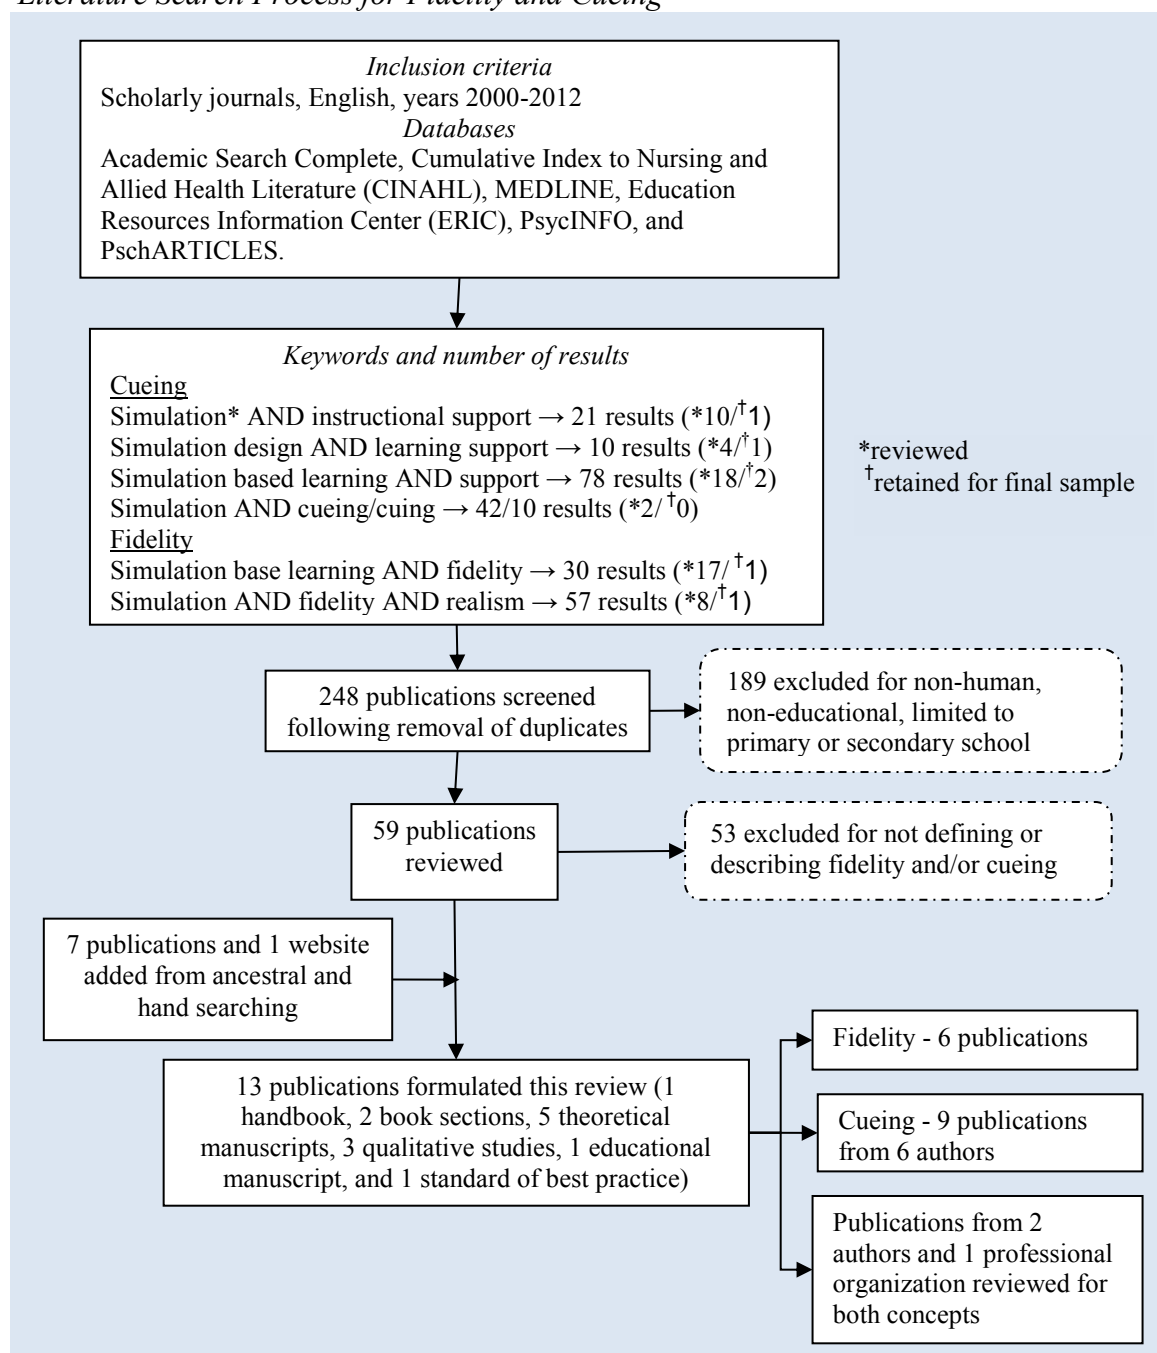 Literature Search Process for Fidelity and Cueing
Inclusion criteria
Scholarly journals, English, years 2000-2012
Databases
Academic Search Complete, Cumulative Index to Nursing and
Allied Health Literature (CINAHL), MEDLINE, Education
Resources Information Center (ERIC), PsycINFO, and
PschARTICLES.
Keywords and number of results
Cueing
Simulation* AND instructional support → 21 results (*10/†1)
Simulation design AND learning support → 10 results (*4/†1)
Simulation based learning AND support → 78 results (*18/†2)
Simulation AND cueing/cuing → 42/10 results (*2/ †0)
Fidelity
Simulation base learning AND fidelity → 30 results (*17/ †1)
Simulation AND fidelity AND realism → 57 results (*8/†1)
*reviewed
†retained for final sample
248 publications screened
following removal of duplicates
189 excluded for non-human,
non-educational, limited to
primary or secondary school
59 publications
reviewed
53 excluded for not defining or
describing fidelity and/or cueing
7 publications and 1 website
added from ancestral and
hand searching
13 publications formulated this review (1
handbook, 2 book sections, 5 theoretical
manuscripts, 3 qualitative studies, 1 educational
manuscript, and 1 standard of best practice)
Fidelity - 6 publications
Cueing - 9 publications
from 6 authors
Publications from 2
authors and 1 professional
organization reviewed for
both concepts